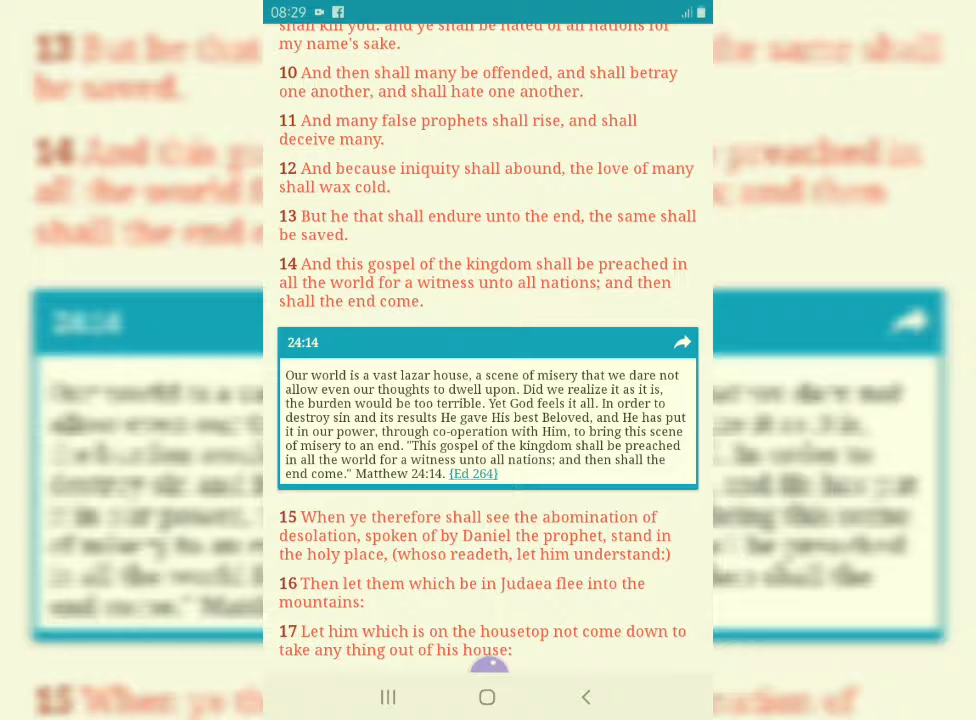 08:29
shall kill you: and ye shall be hated of all nations for
my name's sake.
10 And then shall many be offended, and shall betray
one another, and shall hate one another.
11 And many false prophets shall rise, and shall
deceive many.
12 And because iniquity shall abound, the love of many
shall wax cold.
13 But he that shall endure unto the end, the same shall
be saved.
14 And this gospel of the kingdom shall be preached in
all the world for a witness unto all nations; and then
shall the end come.
24:14
Our world is a vast lazar house, a scene of misery that we dare not
allow even our thoughts to dwell upon. Did we realize it as it is,
the burden would be too terrible. Yet God feels it all. In order to
destroy sin and its results He gave His best Beloved, and He has put
it in our power, through co-operation with Him, to bring this scene
of misery to an end. "This gospel of the kingdom shall be preached
in all the world for a witness unto all nations; and then shall the
end come." Matthew 24:14. {Ed 264}
15 When ye therefore shall see the abomination of
desolation, spoken of by Daniel the prophet, stand in
the holy place, (whoso readeth, let him understand:)
16 Then let them which be in Judaea flee into the
mountains:
17 Let him which is on the housetop not come down to
take any thing out of his house: